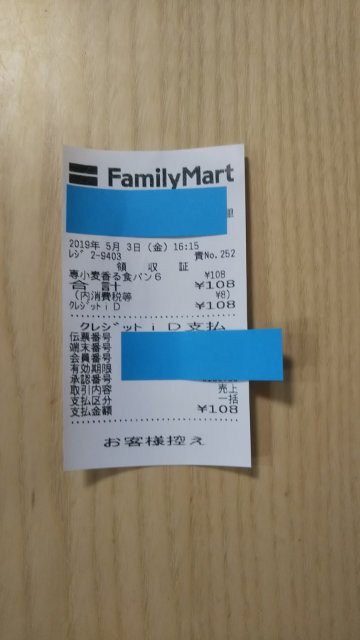 FamilyMart
2019年 5月 3日(金)16:15
レジ 2-9403 責No.252
領 収 証
専小麦香る食パン6 ¥108
合 計 ¥108
(内消費税等 ¥8)
クレジットiD ¥108
クレジットiD支払
伝票番号
端末番号
会員番号
有効期限
承認番号
取引内容 売上
支払区分 一括
支払金額 ¥108
お客様控え